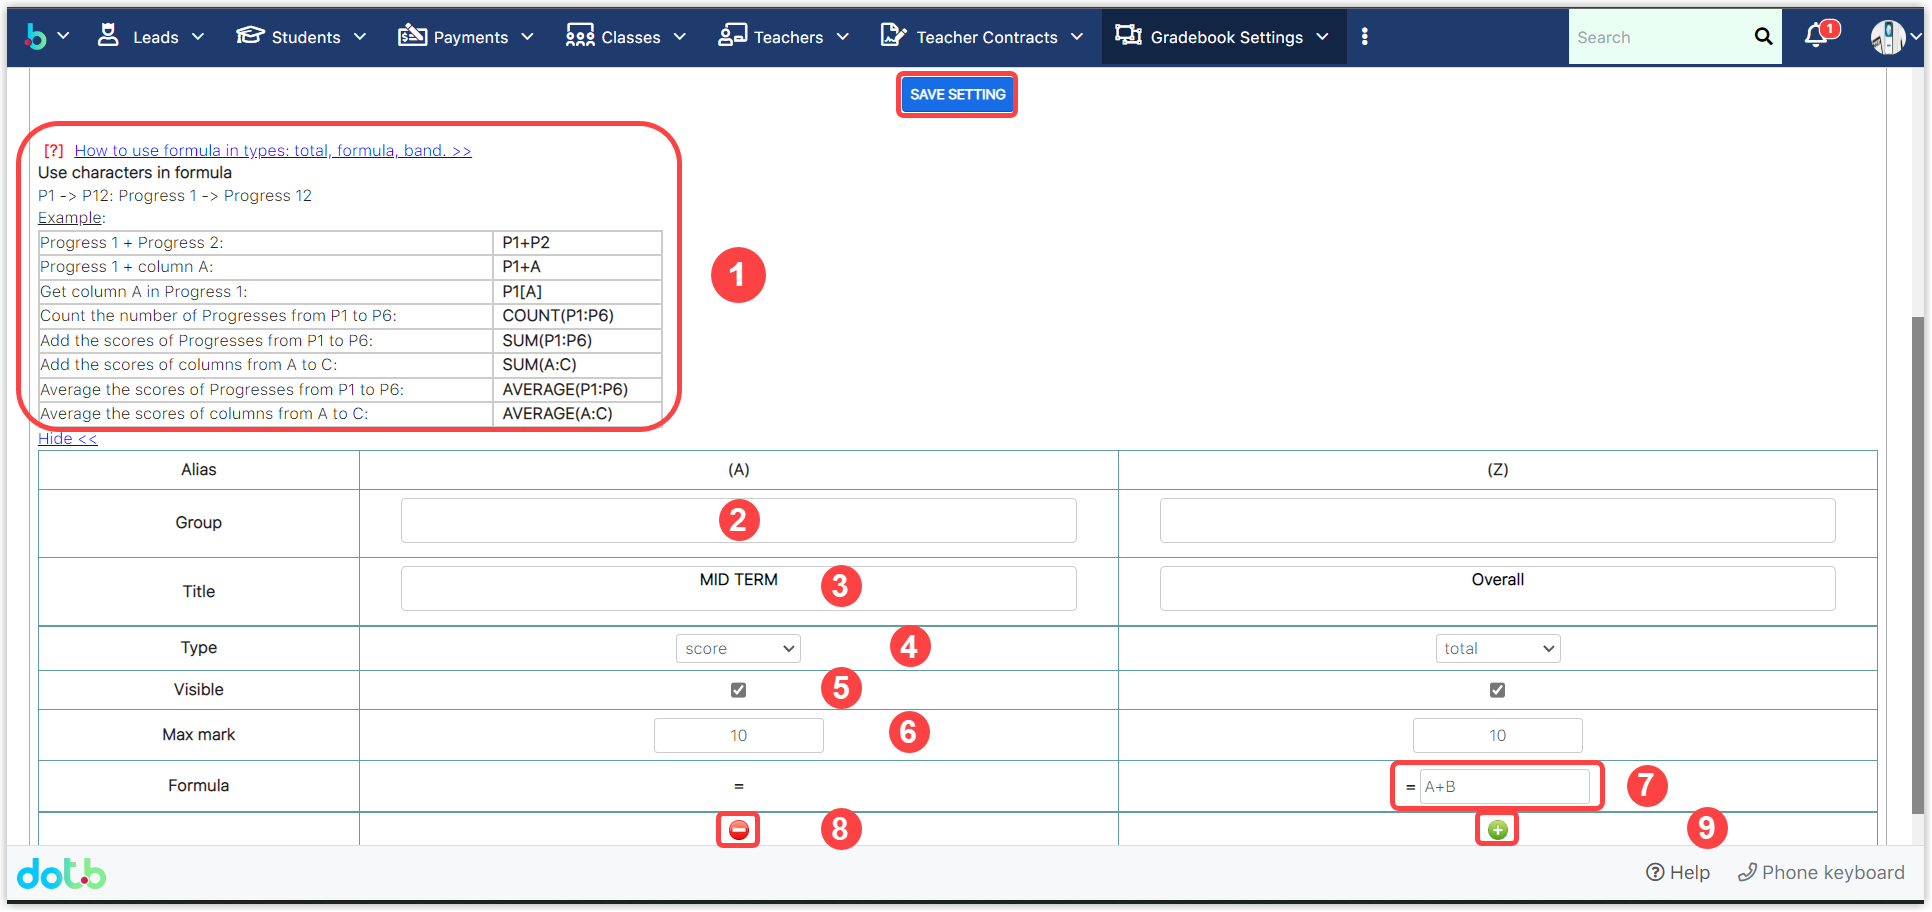 b Leads Students Payments Classes Teachers Teacher Contracts Gradebook Settings Search 1
SAVE SETTING
[?] How to use formula in types: total, formula, band. >>
Use characters in formula
P1 -> P12: Progress 1 -> Progress 12
Example:
Progress 1 + Progress 2: P1+P2
Progress 1 + column A: P1+A
Get column A in Progress 1: P1[A]
Count the number of Progresses from P1 to P6: COUNT(P1:P6)
Add the scores of Progresses from P1 to P6: SUM(P1:P6)
Add the scores of columns from A to C: SUM(A:C)
Average the scores of Progresses from P1 to P6: AVERAGE(P1:P6)
Average the scores of columns from A to C: AVERAGE(A:C)
1
Hide <<
Alias (A) (Z)
Group 2
Title MID TERM 3 Overall
Type score 4 total
Visible 5
Max mark 10 6 10
Formula = = A+B 7
8 9
dotb Help Phone keyboard